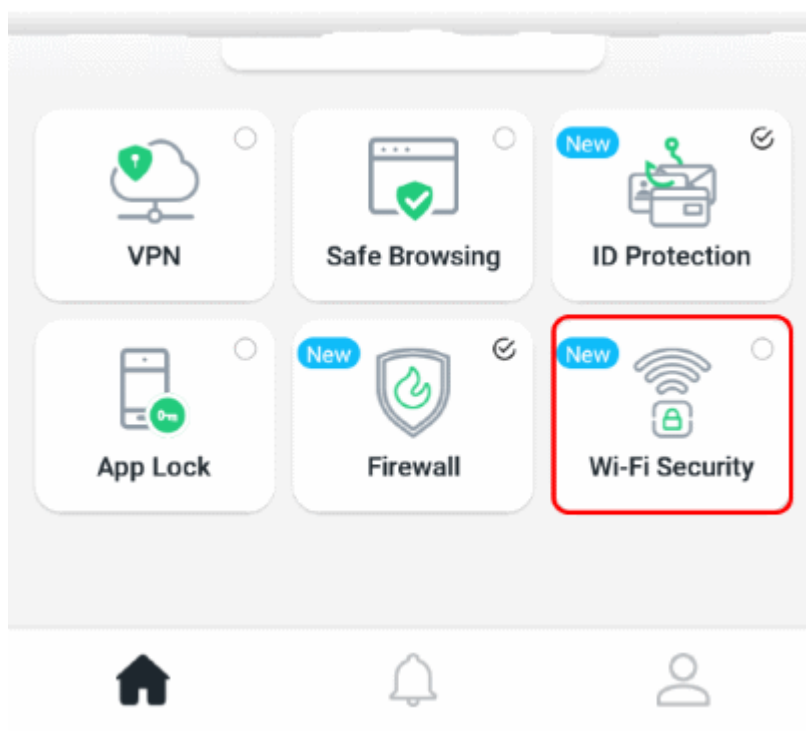 New
VPN
Safe Browsing
ID Protection
New
New
App Lock
Firewall
Wi-Fi Security